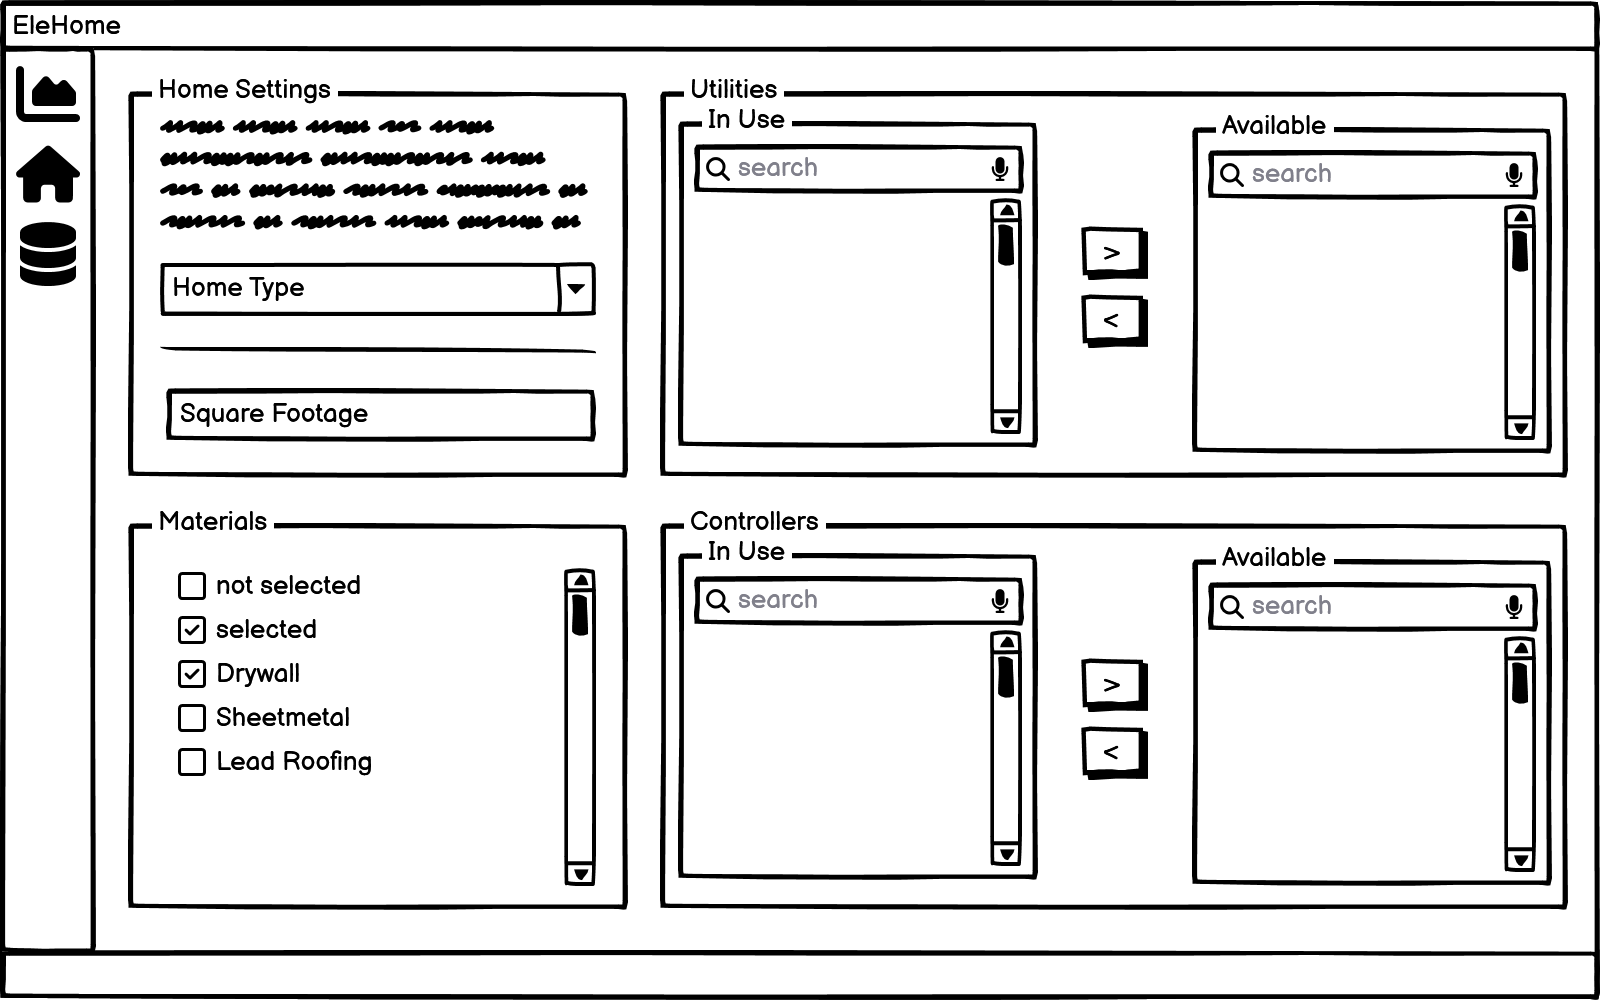 EleHome
Home Settings
Home Type
Square Footage
Utilities
In Use
search
>
<
Available
search
Materials
not selected
selected
Drywall
Sheetmetal
Lead Roofing
Controllers
In Use
search
>
<
Available
search